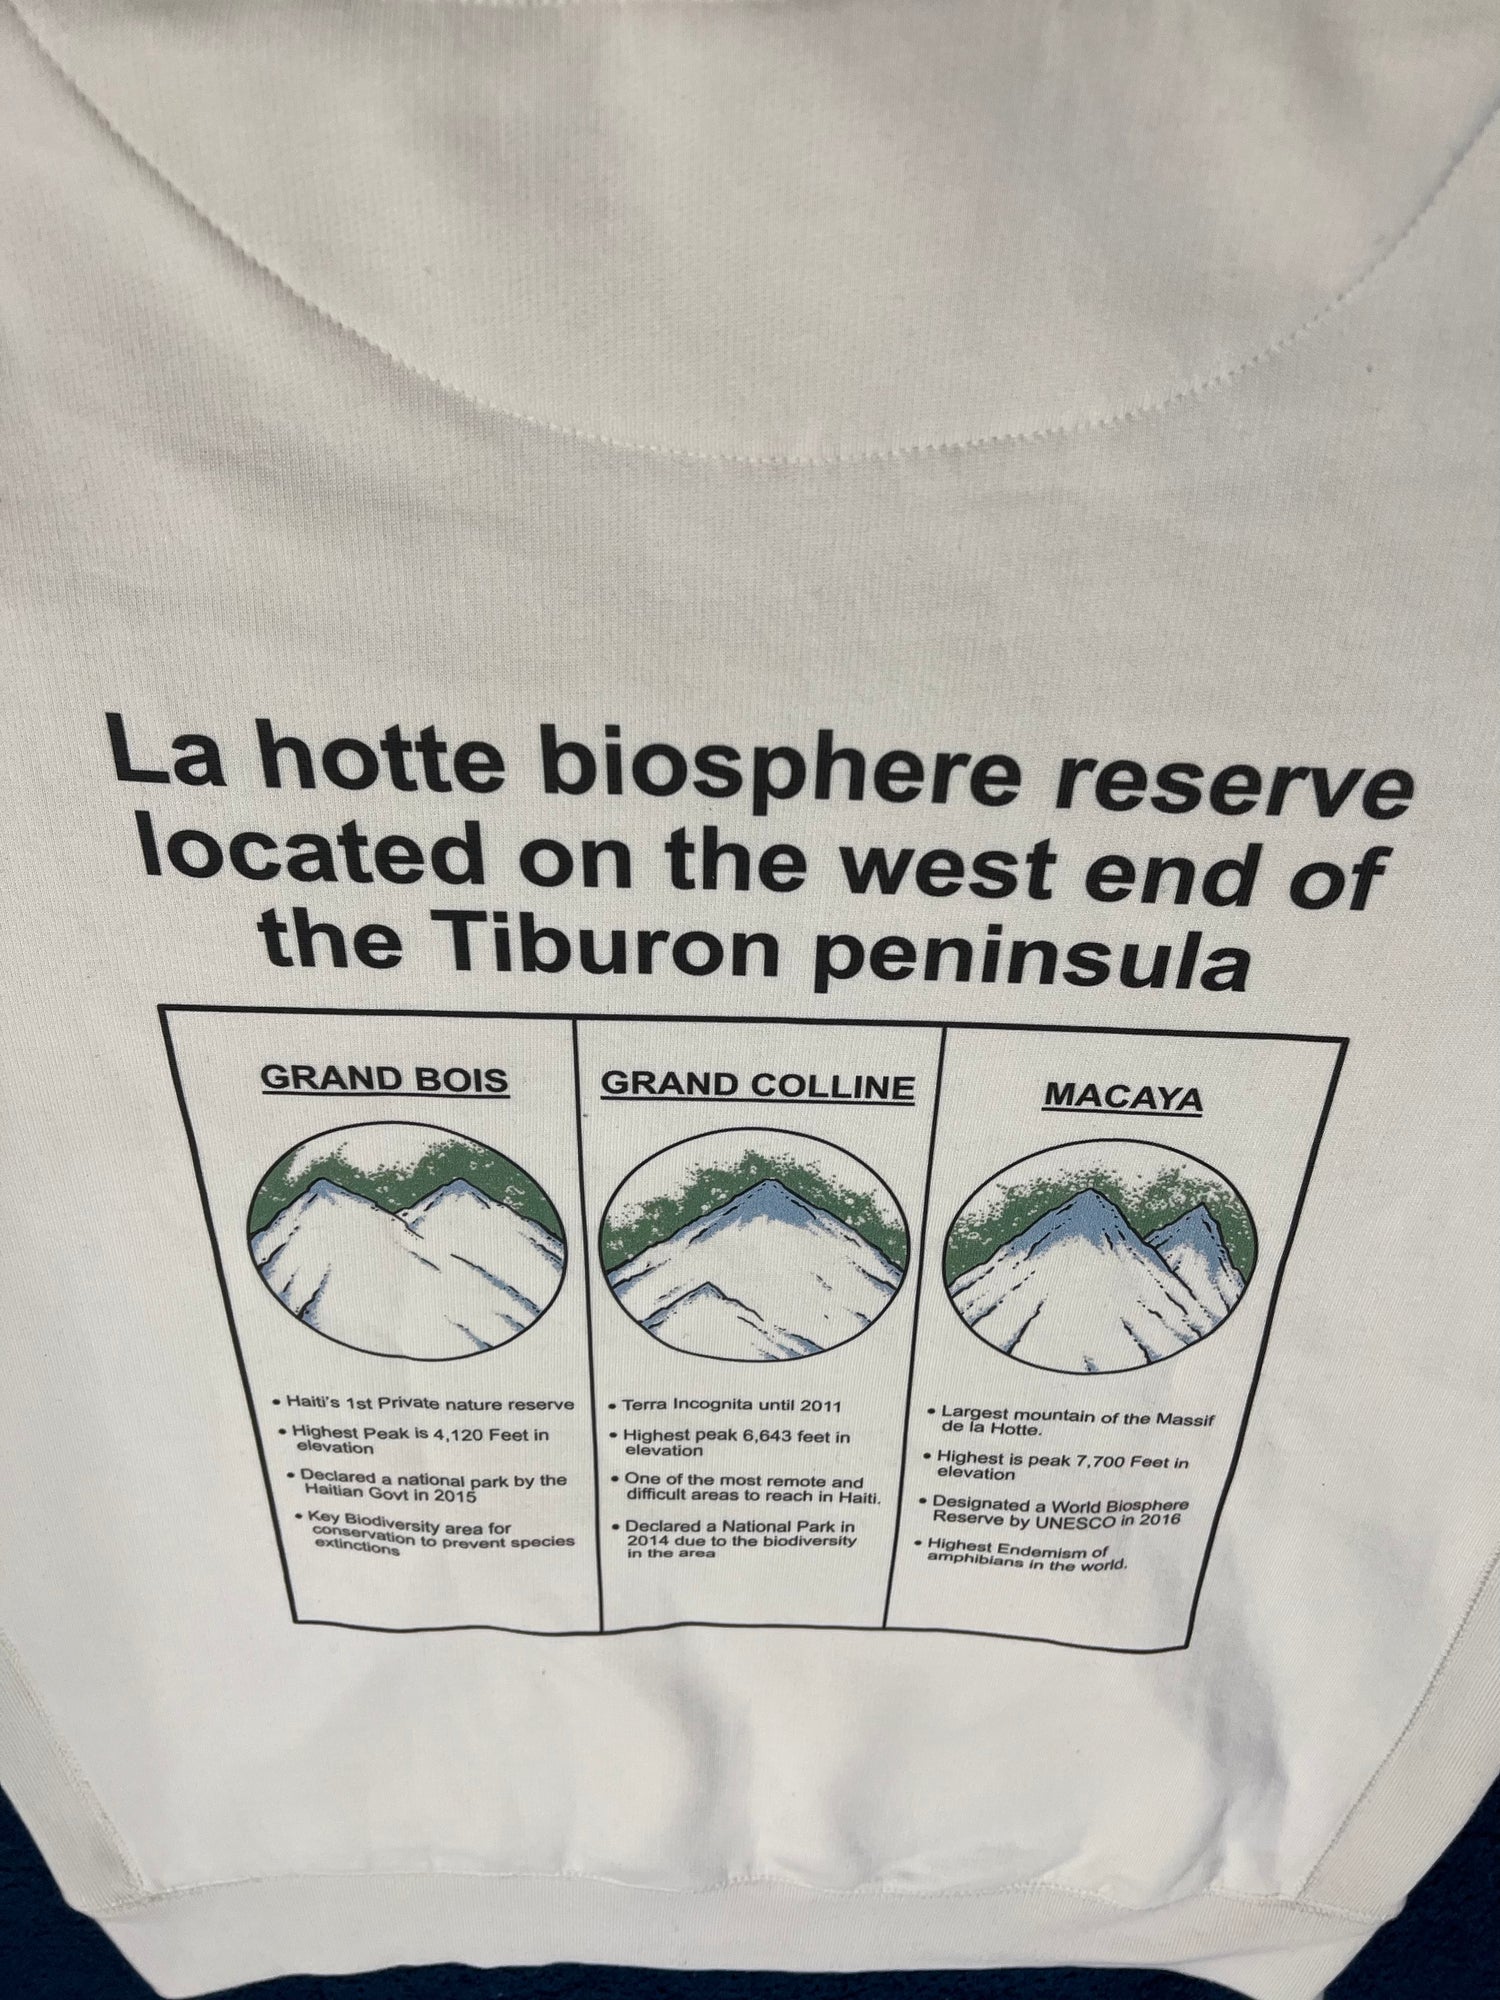 La hotte biosphere reserve
located on the west end of
the Tiburon peninsula
GRAND BOIS
• Haiti's 1st Private nature reserve
• Highest Peak is 4,120 Feet in
elevation
• Declared a national park by the
Haitian Govt in 2015
• Key Biodiversity area for
conservation to prevent species
extinctions
GRAND COLLINE
• Terra Incognita until 2011
• Highest peak 6,643 feet in
elevation
• One of the most remote and
difficult areas to reach in Haiti.
• Declared a National Park in
2014 due to the biodiversity
in the area
MACAYA
• Largest mountain of the Massif
de la Hotte.
• Highest is peak 7,700 Feet in
elevation
• Designated a World Biosphere
Reserve by UNESCO in 2016
• Highest Endemism of
amphibians in the world.